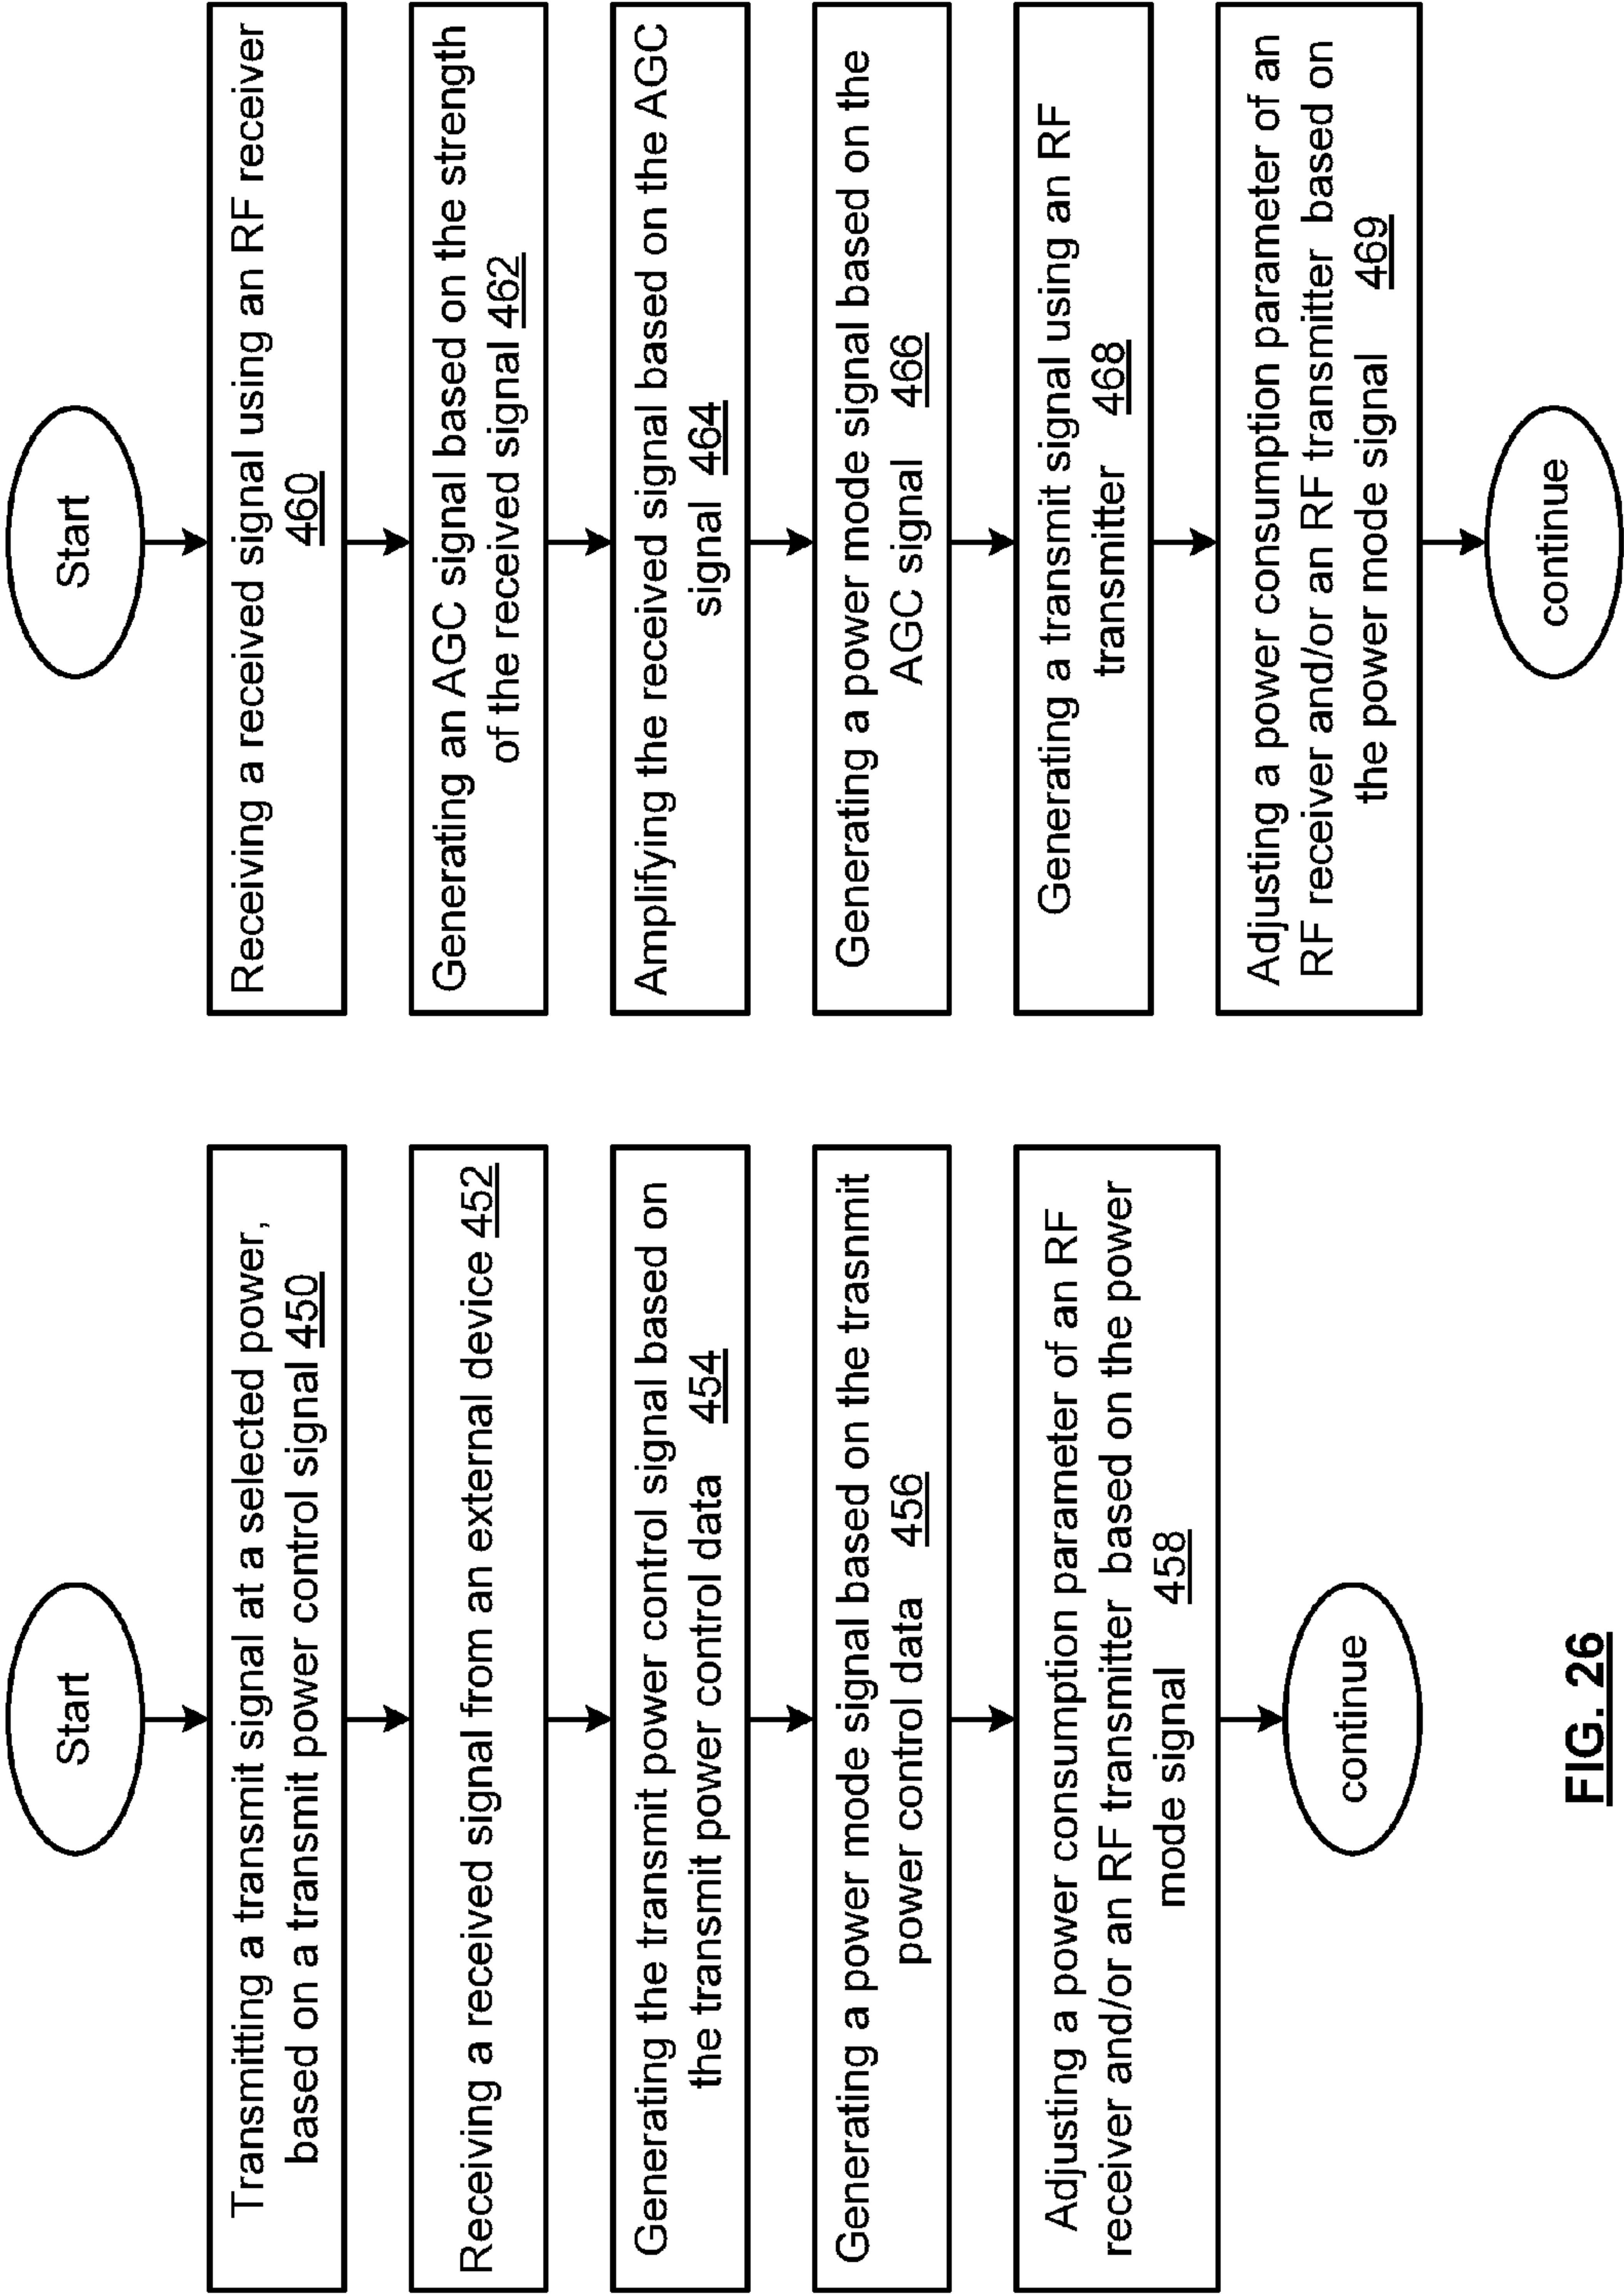 Start
Transmitting a transmit signal at a selected power,
based on a transmit power control signal 450
Receiving a received signal from an external device 452
Generating the transmit power control signal based on
the transmit power control data 454
Generating a power mode signal based on the trasnmit
power control data 456
Adjusting a power consumption parameter of an RF
receiver and/or an RF transmitter based on the power
mode signal 458
continue
FIG. 26
Start
Receiving a received signal using an RF receiver
460
Generating an AGC signal based on the strength
of the received signal 462
Amplifying the received signal based on the AGC
signal 464
Generating a power mode signal based on the
AGC signal 466
Generating a transmit signal using an RF
transmitter 468
Adjusting a power consumption parameter of an
RF receiver and/or an RF transmitter based on
the power mode signal 469
continue